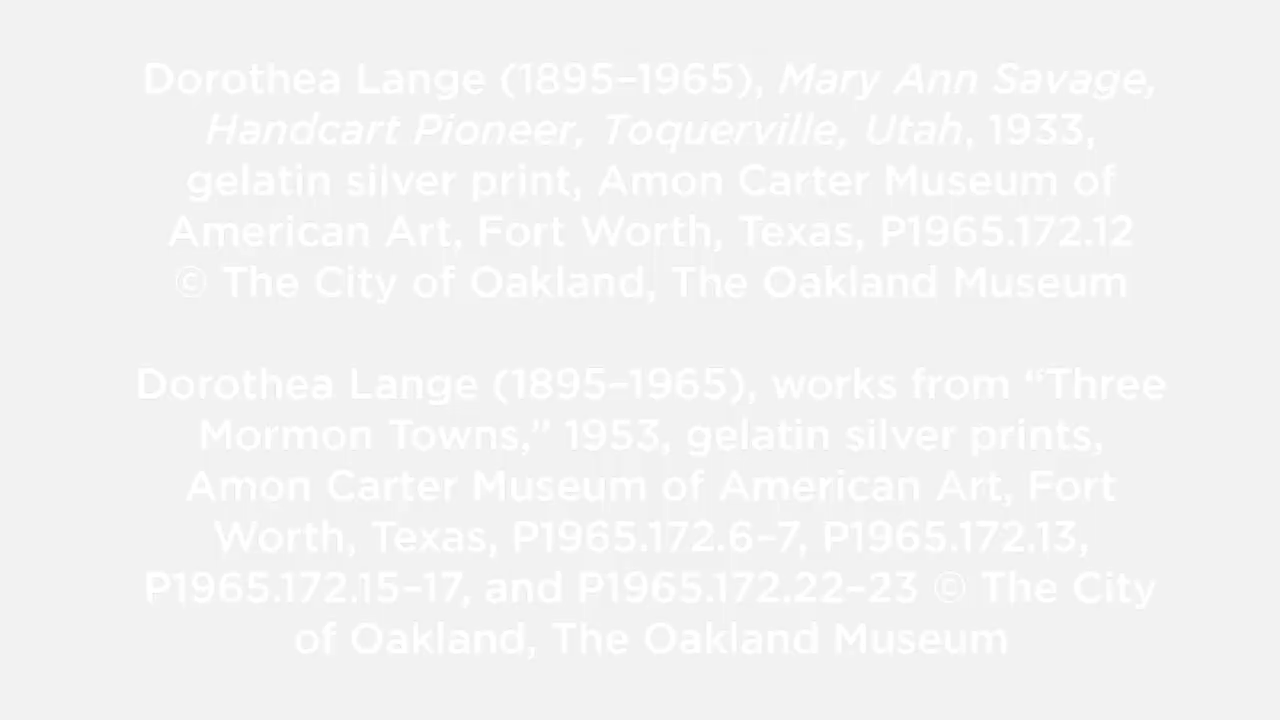 Dorothea Lange (1895–1965), Mary Ann Savage,
Handcart Pioneer, Toquerville, Utah, 1933,
gelatin silver print, Amon Carter Museum of
American Art, Fort Worth, Texas, P1965.172.12
© The City of Oakland, The Oakland Museum
Dorothea Lange (1895–1965), works from “Three
Mormon Towns,” 1953, gelatin silver prints,
Amon Carter Museum of American Art, Fort
Worth, Texas, P1965.172.6–7, P1965.172.13,
P1965.172.15–17, and P1965.172.22–23 © The City
of Oakland, The Oakland Museum